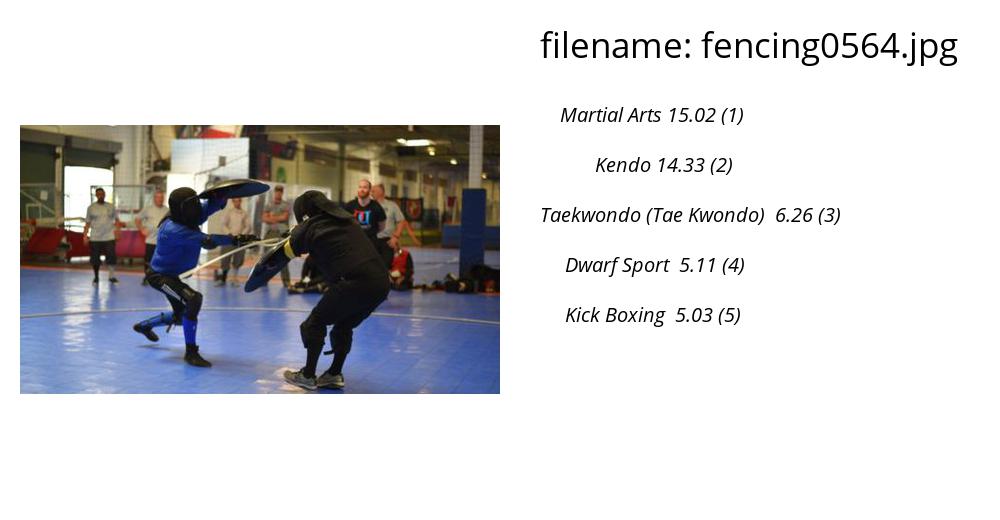 filename: fencing0564.jpg
Martial Arts 15.02 (1)
Kendo 14.33 (2)
Taekwondo (Tae Kwondo) 6.26 (3)
Dwarf Sport 5.11 (4)
Kick Boxing 5.03 (5)